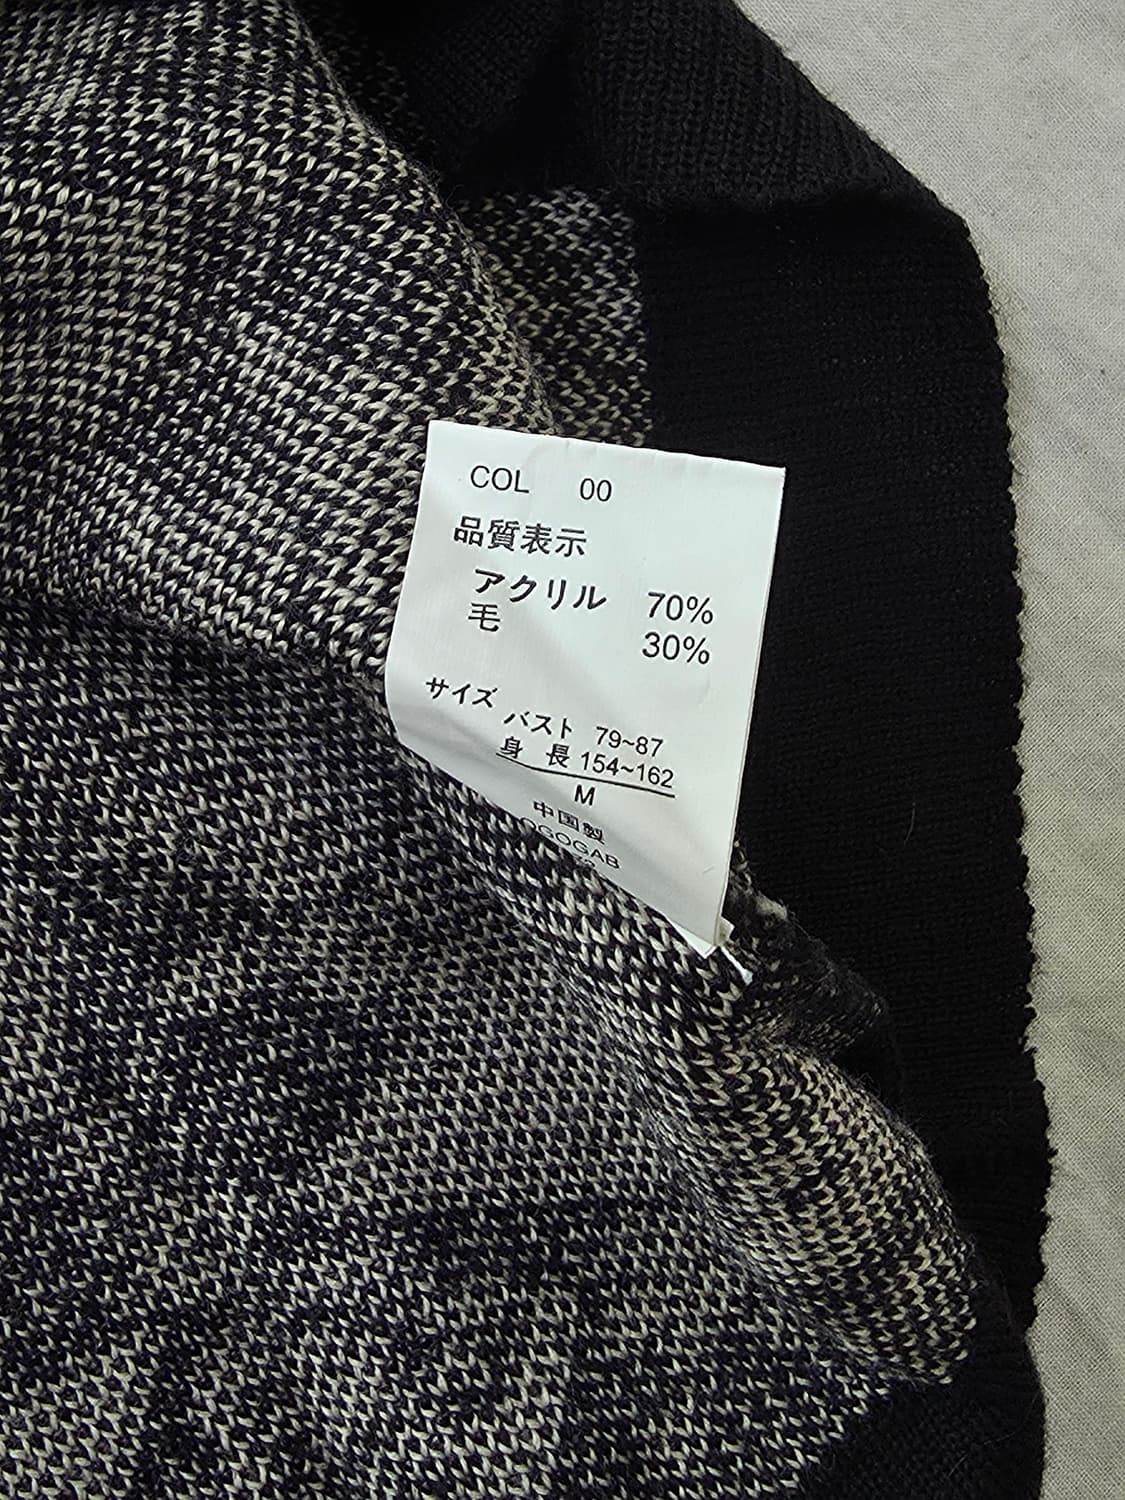 COL 00
品質表示
アクリル 70%
毛 30%
サイズ
バスト 79~87
身 長 154~162
M
中国製